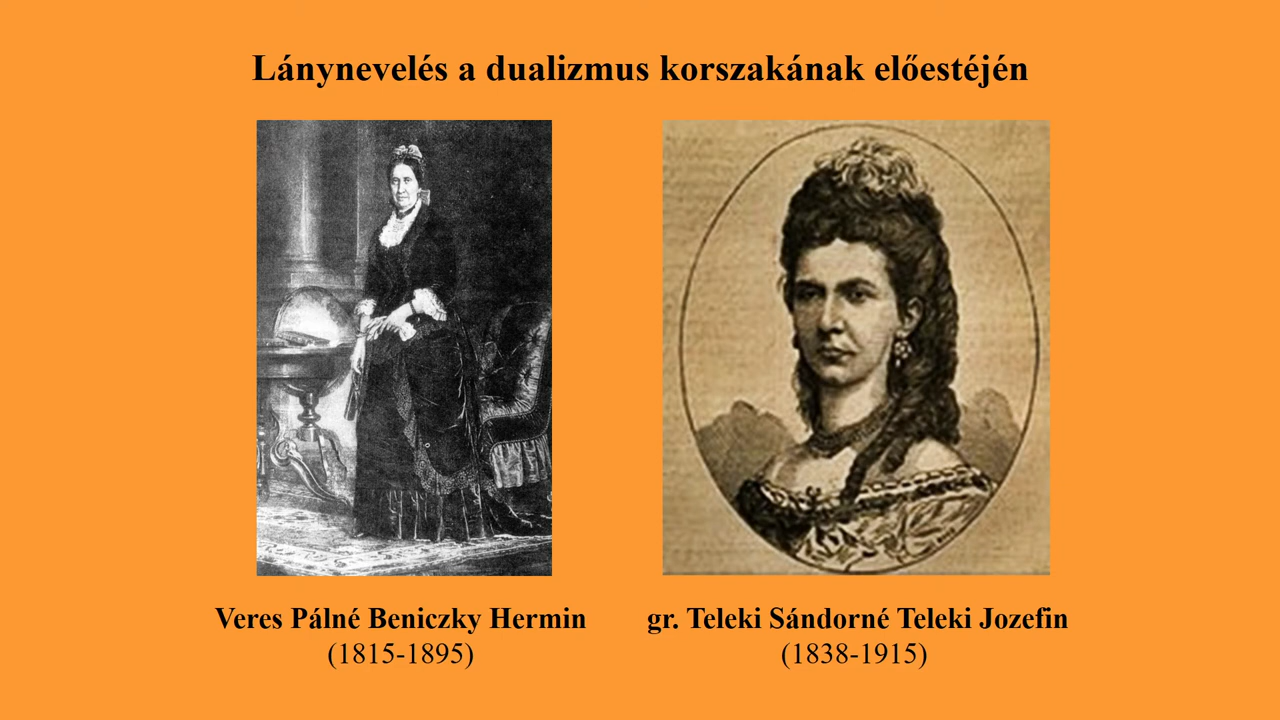 Lánynevelés a dualizmus korszakának előestéjén
Veres Pálné Beniczky Hermin
(1815-1895)
gr. Teleki Sándorné Teleki Jozefin
(1838-1915)